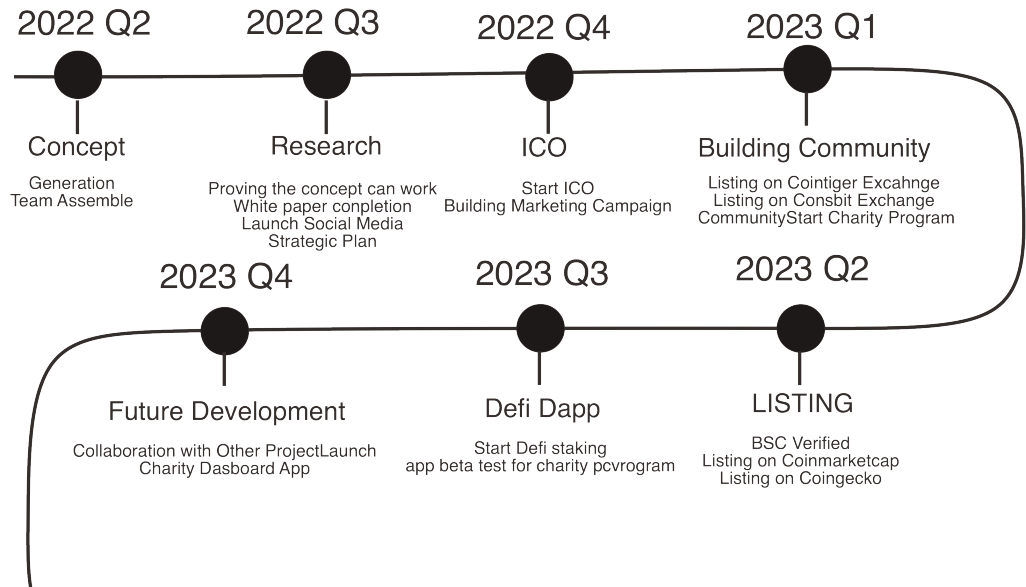 2022 Q2
2022 Q3
2022 Q4
2023 Q1
Concept
Generation
Team Assemble
Research
Proving the concept can work
White paper conpletion
Launch Social Media
Strategic Plan
ICO
Start ICO
Building Marketing Campaign
Building Community
Listing on Cointiger Excahnge
Listing on Consbit Exchange
CommunityStart Charity Program
2023 Q2
LISTING
BSC Verified
Listing on Coinmarketcap
Listing on Coingecko
2023 Q3
Defi Dapp
Start Defi staking
app beta test for charity pcvrogram
2023 Q4
Future Development
Collaboration with Other ProjectLaunch
Charity Dasboard App